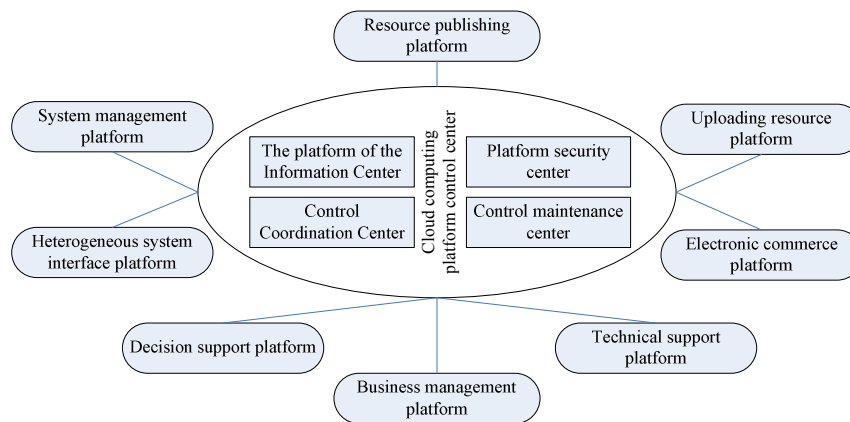 Resource publishing
platform
System management
platform
Uploading resource
platform
The platform of the
Information Center
Cloud computing
platform control center
Platform security
center
Control
Coordination Center
Control maintenance
center
Heterogeneous system
interface platform
Electronic commerce
platform
Decision support platform
Technical support
platform
Business management
platform